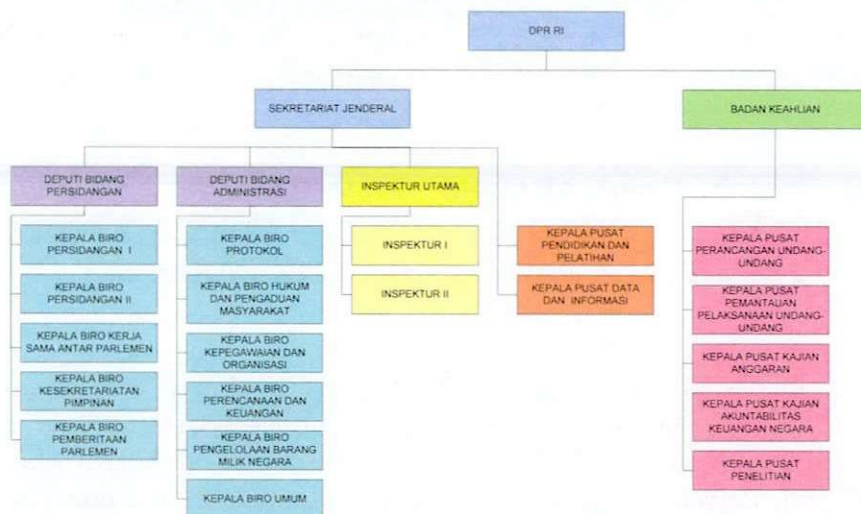 DPR RI
SEKRETARIAT JENDERAL
BADAN KEAHLIAN
DEPUTI BIDANG
PERSIDANGAN
DEPUTI BIDANG
ADMINISTRASI
INSPEKTUR UTAMA
KEPALA BIRO
PERSIDANGAN I
KEPALA BIRO
PERSIDANGAN II
KEPALA BIRO KERJA
SAMA ANTAR PARLEMEN
KEPALA BIRO
KESEKRETARIATAN
PIMPINAN
KEPALA BIRO
PEMBERITAAN
PARLEMEN
KEPALA BIRO
PROTOKOL
KEPALA BIRO HUKUM
DAN PENGADUAN
MASYARAKAT
KEPALA BIRO
KEPEGAWAIAN DAN
ORGANISASI
KEPALA BIRO
PERENCANAAN DAN
KEUANGAN
KEPALA BIRO
PENGELOLAAN BARANG
MILIK NEGARA
KEPALA BIRO UMUM
INSPEKTUR I
INSPEKTUR II
KEPALA PUSAT
PENDIDIKAN DAN
PELATIHAN
KEPALA PUSAT DATA
DAN INFORMASI
KEPALA PUSAT
PERANCANGAN UNDANG-
UNDANG
KEPALA PUSAT
PEMANTAUAN
PELAKSANAAN UNDANG-
UNDANG
KEPALA PUSAT KAJIAN
ANGGARAN
KEPALA PUSAT KAJIAN
AKUNTABILITAS
KEUANGAN NEGARA
KEPALA PUSAT
PENELITIAN